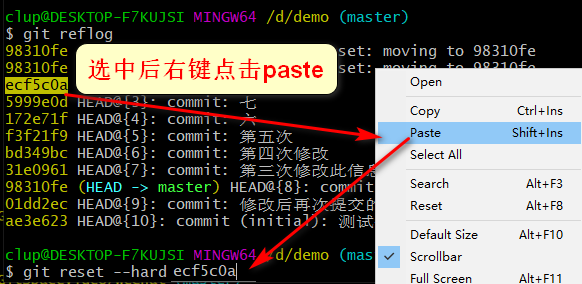 clup@DESKTOP-F7KUJSI MINGW64 /d/demo (master)
$ git reflog
98310fe set: moving to 98310fe
98310fe set: moving to 98310fe
选中后右键点击paste
ecf5c0a
5999e0d HEAD@{3}: commit: 七
172e71f HEAD@{4}: commit: 六
f3f21f9 HEAD@{5}: commit: 第五次
bd349bc HEAD@{6}: commit: 第四次修改
31e0961 HEAD@{7}: commit: 第三次修改此信息
98310fe (HEAD -> master) HEAD@{8}: commit:
01dd2ec HEAD@{9}: commit: 修改后再次提交的
ae3e623 HEAD@{10}: commit (initial): 测试
clup@DESKTOP-F7KUJSI MINGW64 /d/demo (mast
$ git reset --hard ecf5c0a
Open
Copy Ctrl+Ins
Paste Shift+Ins
Select All
Search Alt+F3
Reset Alt+F8
Default Size Alt+F10
Scrollbar
Full Screen Alt+F11